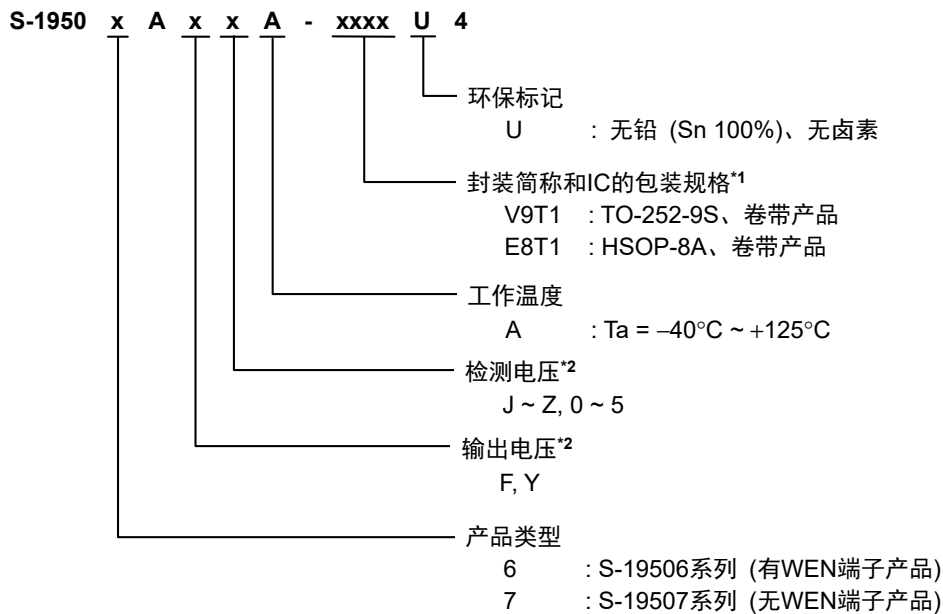 S-1950 x A x x A - xxxx U 4
环保标记
U : 无铅 (Sn 100%)、无卤素
封装简称和IC的包装规格*1
V9T1 : TO-252-9S、卷带产品
E8T1 : HSOP-8A、卷带产品
工作温度
A : Ta = −40°C ~ +125°C
检测电压*2
J ~ Z, 0 ~ 5
输出电压*2
F, Y
产品类型
6 : S-19506系列 (有WEN端子产品)
7 : S-19507系列 (无WEN端子产品)